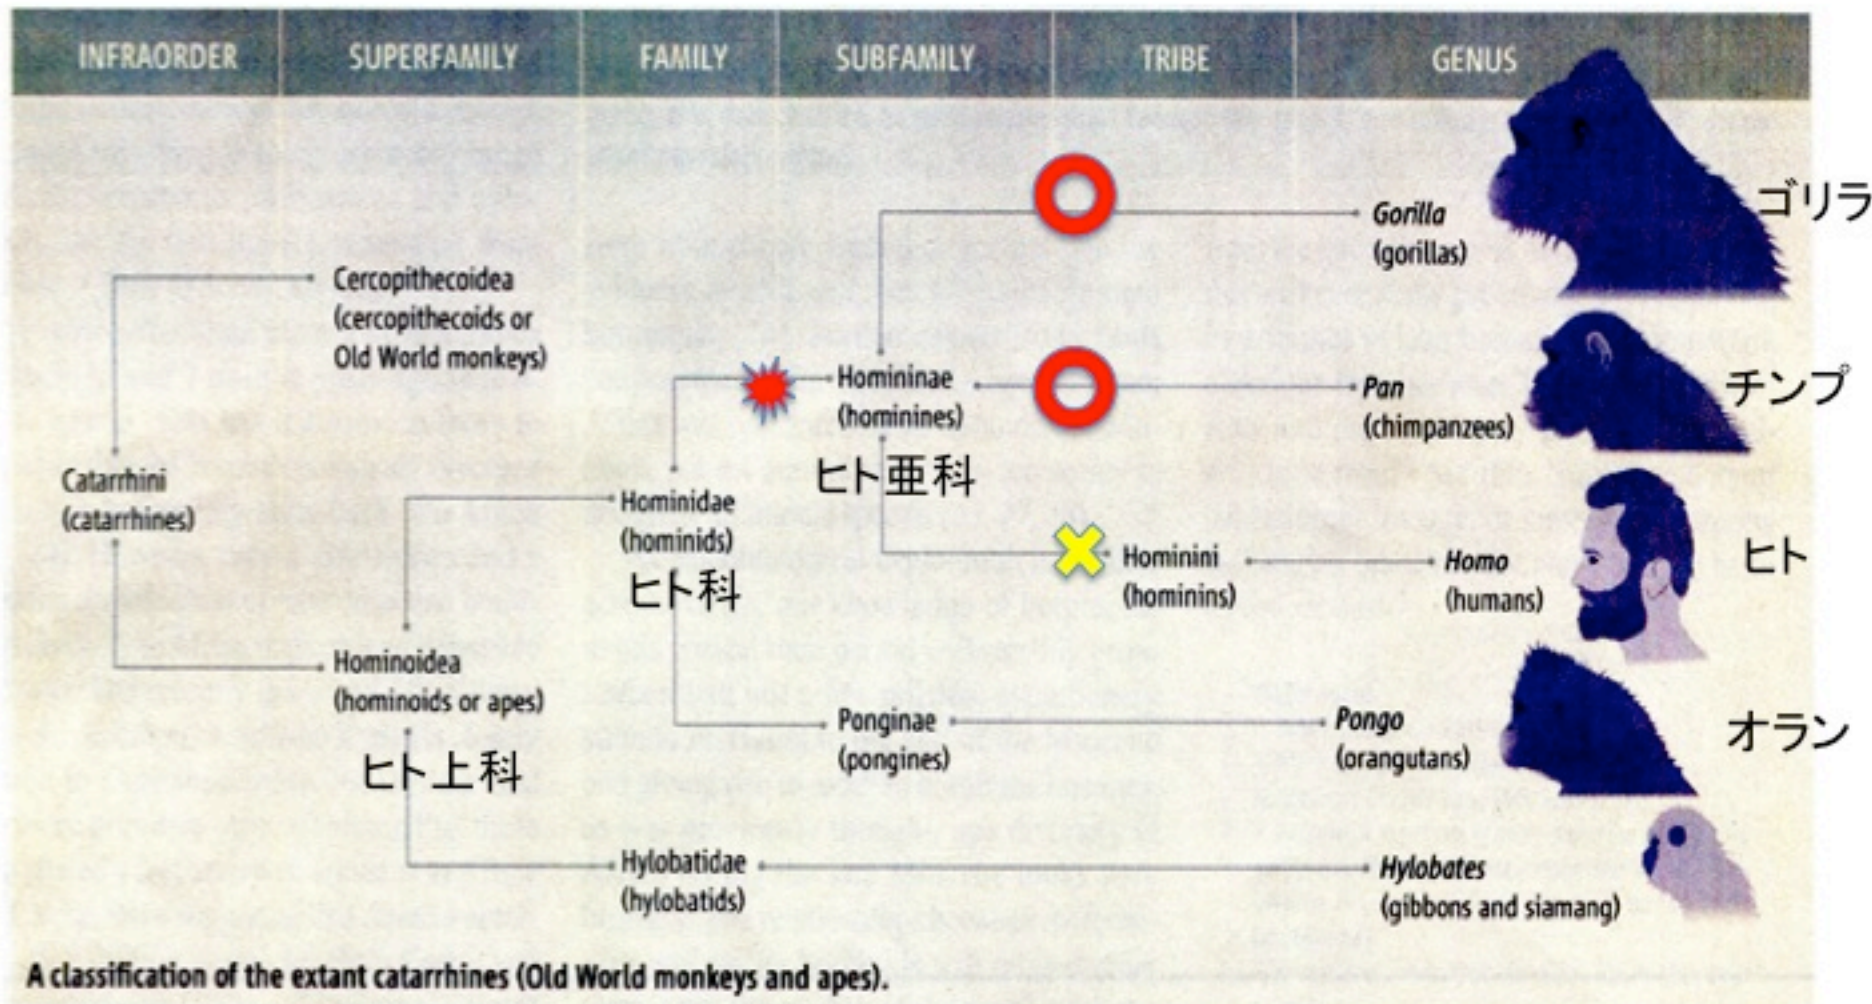 INFRAORDER SUPERFAMILY FAMILY SUBFAMILY TRIBE GENUS
Gorilla
(gorillas)
ゴリラ
Cercopithecoidea
(cercopithecoids or
Old World monkeys)
Homininae
(hominines)
ヒト亜科
Pan
(chimpanzees)
チンプ
Catarrhini
(catarrhines)
Hominidae
(hominids)
ヒト科
Hominini
(hominins)
Homo
(humans)
ヒト
Hominoidea
(hominoids or apes)
ヒト上科
Ponginae
(pongines)
Pongo
(orangutans)
オラン
Hylobatidae
(hylobatids)
Hylobates
(gibbons and siamang)
A classification of the extant catarrhines (Old World monkeys and apes).